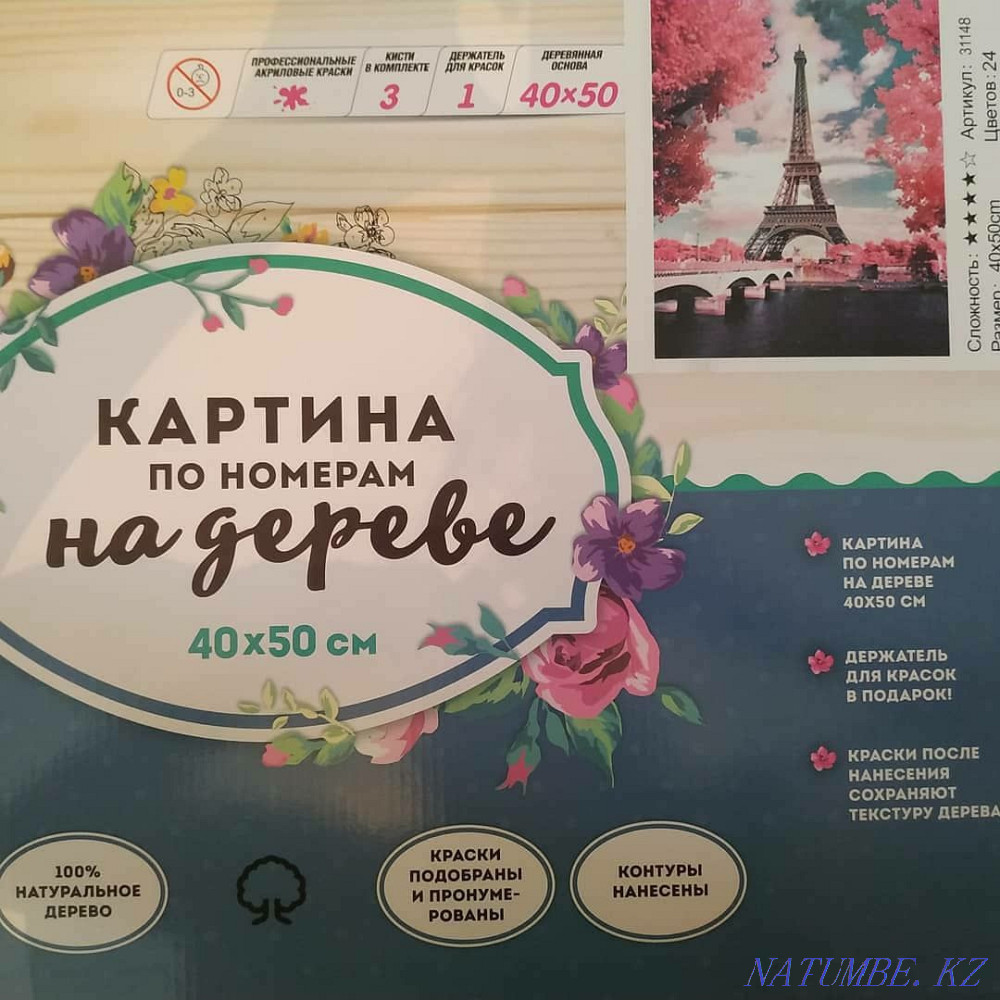 0-3
ПРОФЕССИОНАЛЬНЫЕ
АКРИЛОВЫЕ КРАСКИ
КИСТИ
В КОМПЛЕКТЕ
3
ДЕРЖАТЕЛЬ
ДЛЯ КРАСОК
1
ДЕРЕВЯННАЯ
ОСНОВА
40×50
Артикул: 31148
Цветов: 24
Сложность: ★★★★☆
Размер: 40x50cm
КАРТИНА
ПО НОМЕРАМ
на дереве
40x50 см
КАРТИНА
ПО НОМЕРАМ
НА ДЕРЕВЕ
40X50 СМ
ДЕРЖАТЕЛЬ
ДЛЯ КРАСОК
В ПОДАРОК!
КРАСКИ ПОСЛЕ
НАНЕСЕНИЯ
СОХРАНЯЮТ
ТЕКСТУРУ ДЕРЕВА
100%
НАТУРАЛЬНОЕ
ДЕРЕВО
КРАСКИ
ПОДОБРАНЫ
И ПРОНУМЕ-
РОВАНЫ
КОНТУРЫ
НАНЕСЕНЫ
NATUMBE.KZ